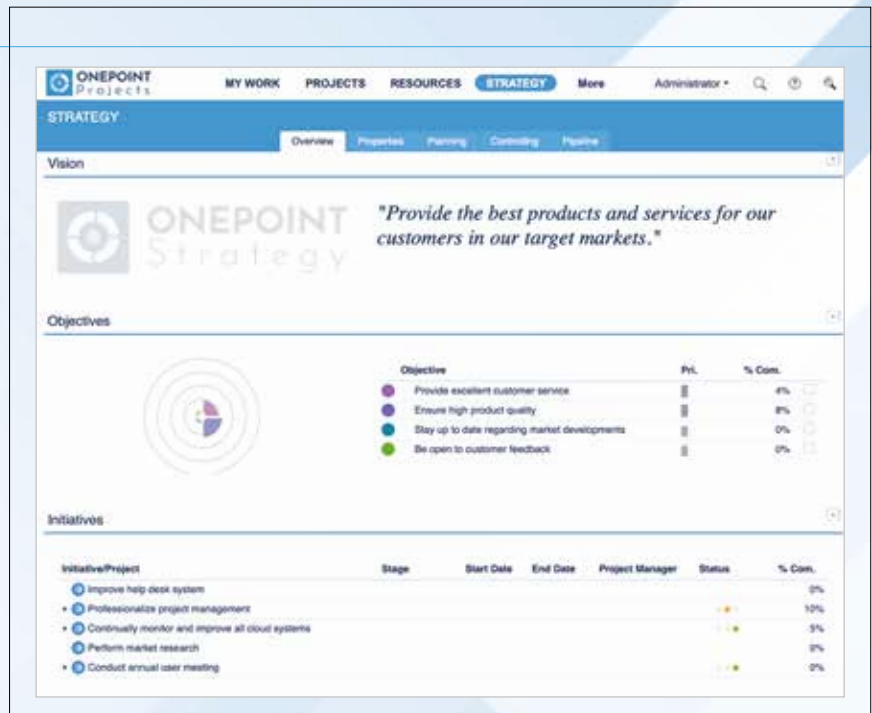 ONEPOINT
Projects
MY WORK PROJECTS RESOURCES STRATEGY More Administrator
STRATEGY
Overview Properties Planning Controlling Pipeline
Vision
ONEPOINT
Strategy
"Provide the best products and services for our
customers in our target markets."
Objectives
Objective Pri. % Com.
Provide excellent customer service 4%
Ensure high product quality 8%
Stay up to date regarding market developments 0%
Be open to customer feedback 0%
Initiatives
Initiative/Project Stage Start Date End Date Project Manager Status % Com.
Improve help desk system 0%
Professionalize project management 10%
Continually monitor and improve all cloud systems 5%
Perform market research 0%
Conduct annual user meeting 0%